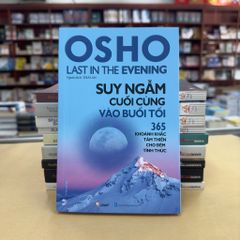 OSHO
LAST IN THE EVENING
SUY NGẪM
CUỐI CÙNG
VÀO BUỔI TỐI
365
KHOẢNH KHẮC
TÂM THIỀN
CHO ĐÊM
TỈNH THỨC